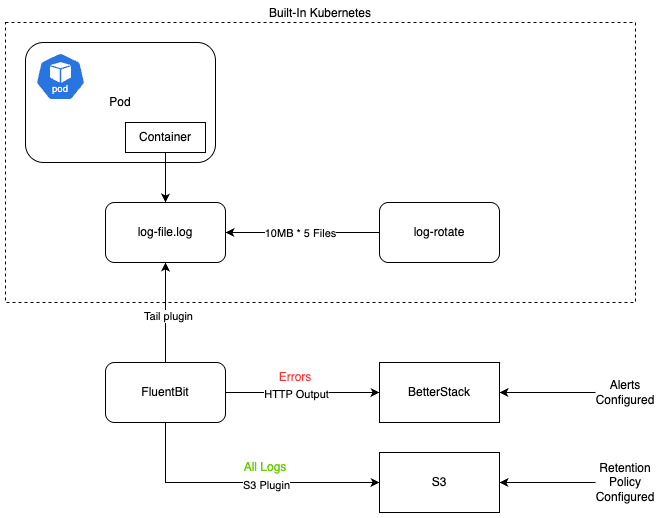 Built-In Kubernetes
pod
Pod
Container
log-file.log
10MB * 5 Files
log-rotate
Tail plugin
FluentBit
Errors
HTTP Output
BetterStack
Alerts
Configured
All Logs
S3 Plugin
S3
Retention
Policy
Configured